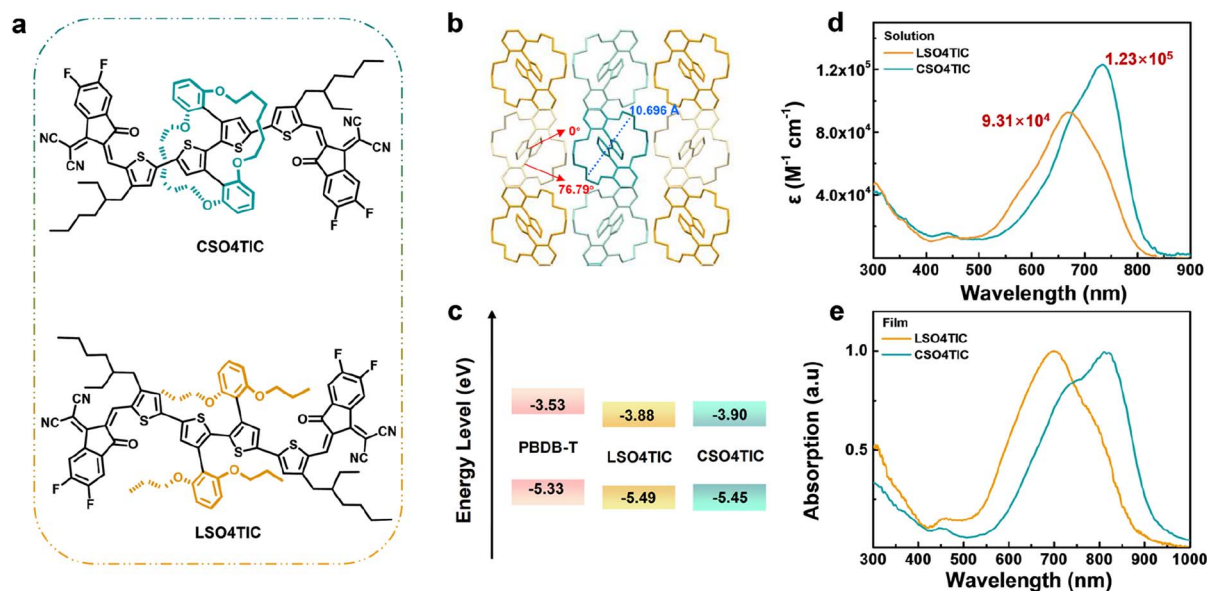 a
F
F
O
NC
CN
CN
S
O
O
S
S
O
O
S
O
CN
CN
F
F
CSO4TIC
CN
NC
O
F
F
S
O
O
S
S
O
O
S
F
F
O
CN
NC
LSO4TIC
b
10.696 Å
0°
76.79°
c
Energy Level (eV)
-3.53
PBDB-T
-5.33
-3.88
LSO4TIC
-5.49
-3.90
CSO4TIC
-5.45
d
Solution
LSO4TIC
CSO4TIC
1.23×10⁵
9.31×10⁴
ε (M⁻¹ cm⁻¹)
1.2x10⁵
8.0x10⁴
4.0x10⁴
300 400 500 600 700 800 900
Wavelength (nm)
e
Film
LSO4TIC
CSO4TIC
Absorption (a.u)
1.0
0.5
300 400 500 600 700 800 900 1000
Wavelength (nm)